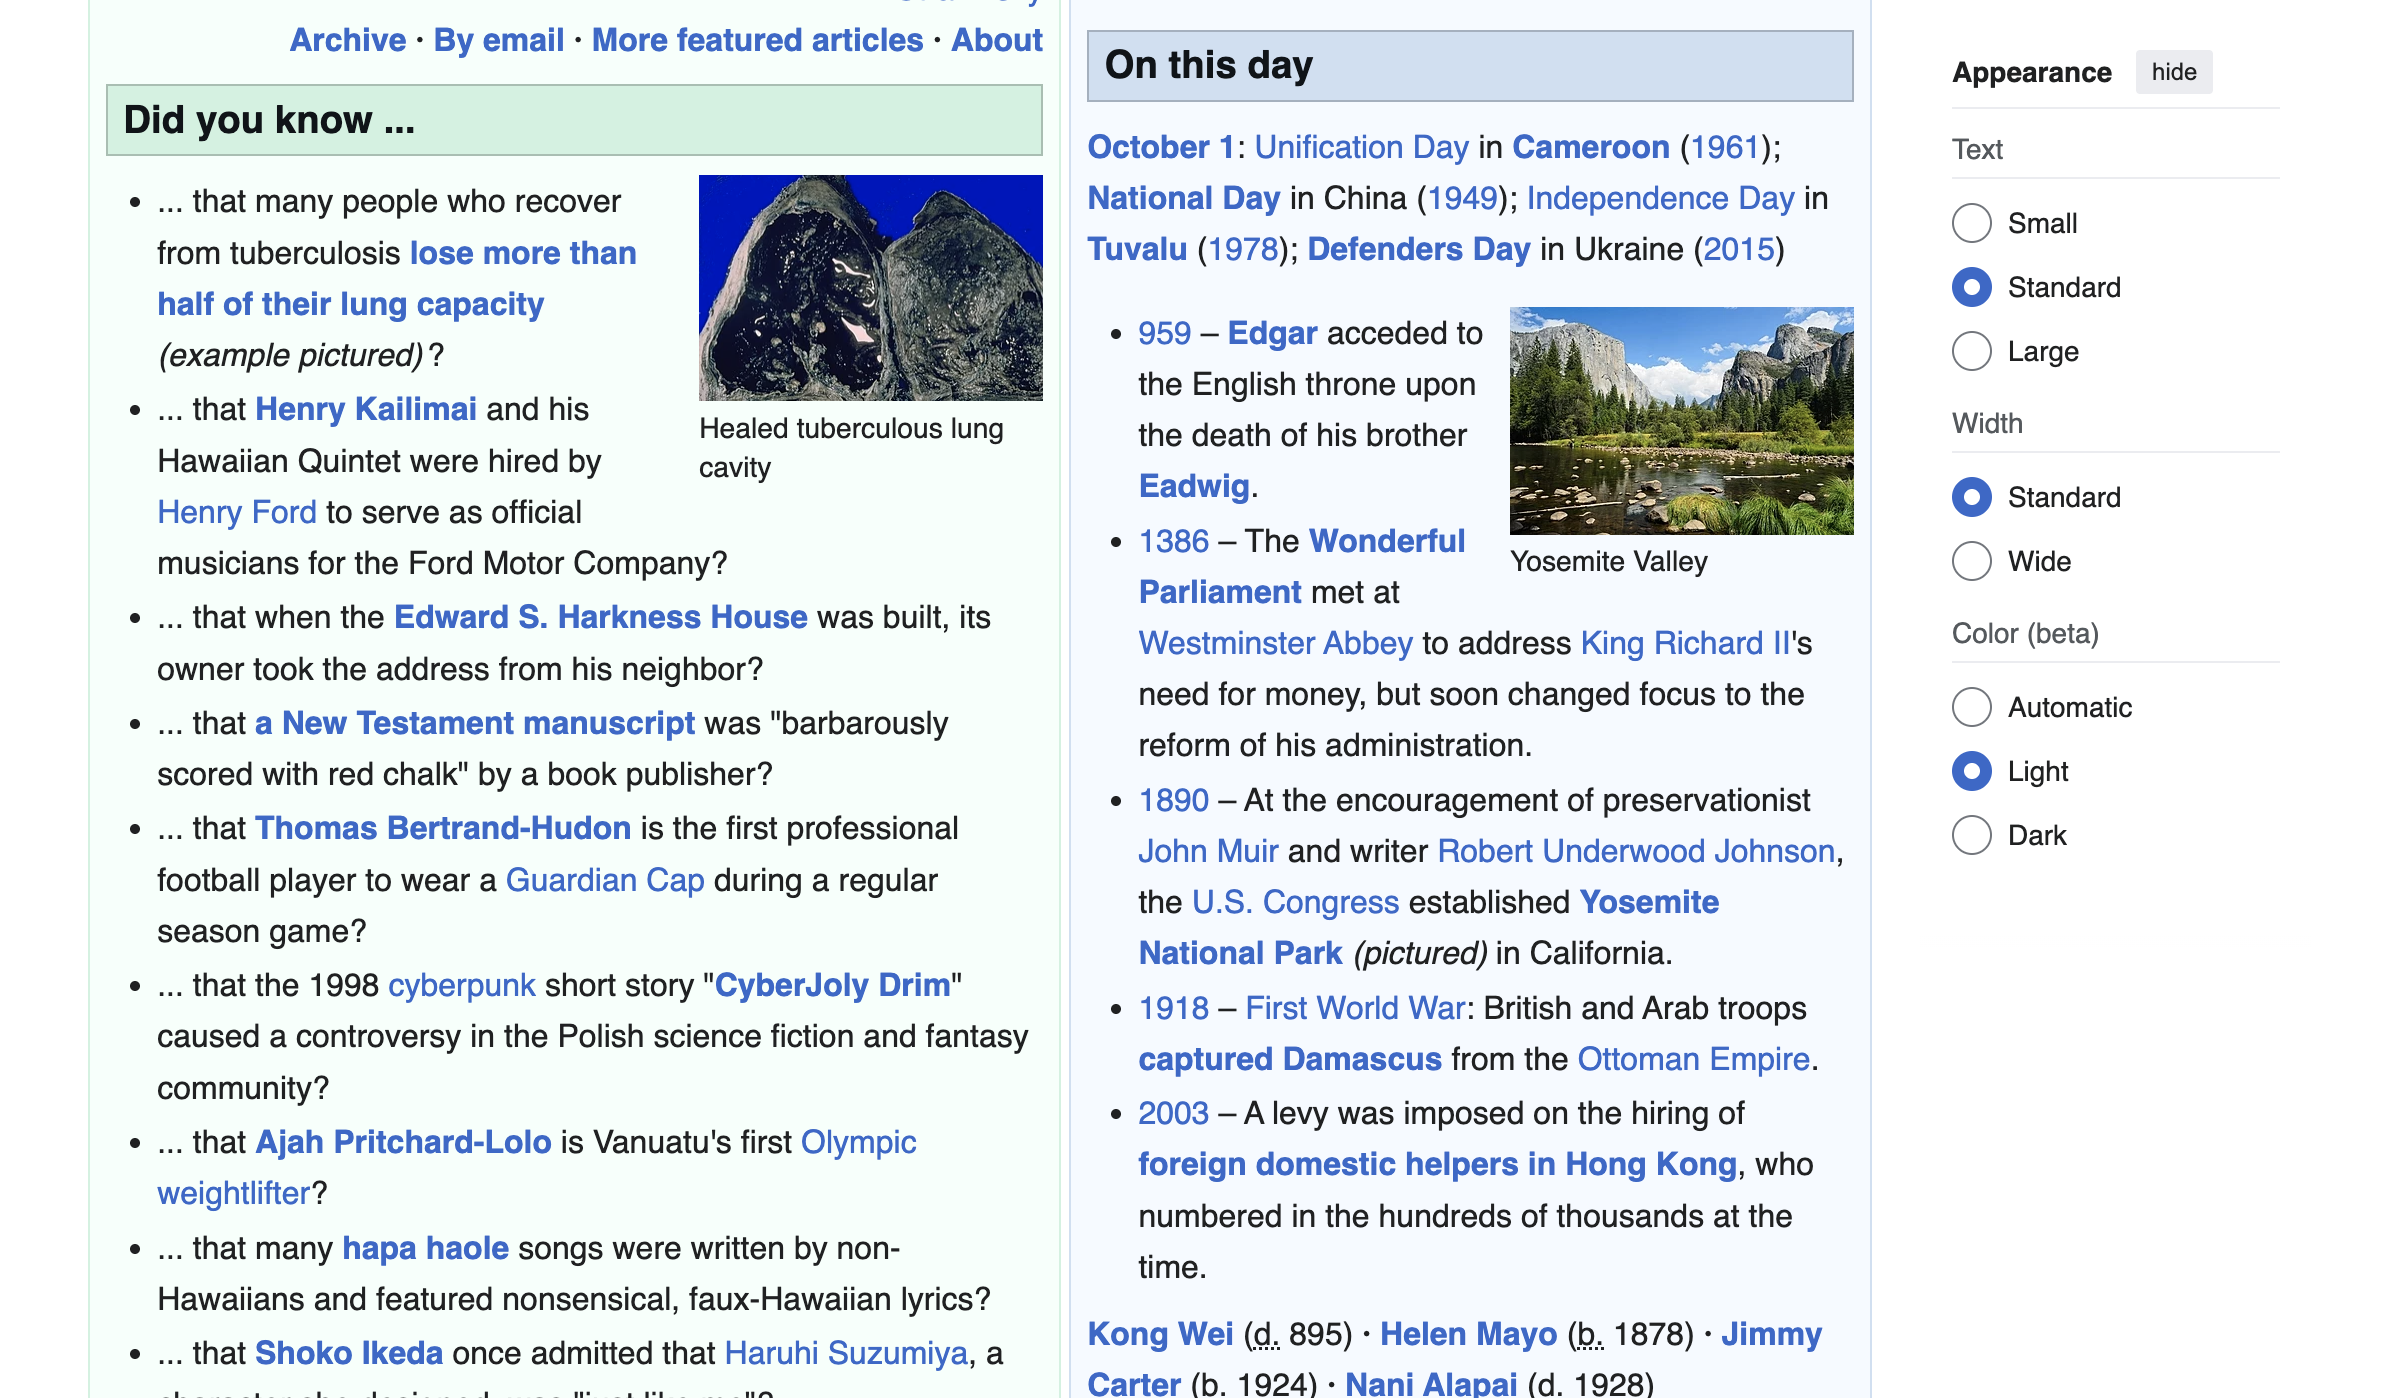 Archive · By email · More featured articles · About
Did you know ...
... that many people who recover
from tuberculosis lose more than
half of their lung capacity
(example pictured)?
Healed tuberculous lung
cavity
... that Henry Kailimai and his
Hawaiian Quintet were hired by
Henry Ford to serve as official
musicians for the Ford Motor Company?
... that when the Edward S. Harkness House was built, its
owner took the address from his neighbor?
... that a New Testament manuscript was "barbarously
scored with red chalk" by a book publisher?
... that Thomas Bertrand-Hudon is the first professional
football player to wear a Guardian Cap during a regular
season game?
... that the 1998 cyberpunk short story "CyberJoly Drim"
caused a controversy in the Polish science fiction and fantasy
community?
... that Ajah Pritchard-Lolo is Vanuatu's first Olympic
weightlifter?
... that many hapa haole songs were written by non-
Hawaiians and featured nonsensical, faux-Hawaiian lyrics?
... that Shoko Ikeda once admitted that Haruhi Suzumiya, a
character she designed, was "just like me"?
On this day
October 1: Unification Day in Cameroon (1961);
National Day in China (1949); Independence Day in
Tuvalu (1978); Defenders Day in Ukraine (2015)
959 – Edgar acceded to
the English throne upon
the death of his brother
Eadwig.
Yosemite Valley
1386 – The Wonderful
Parliament met at
Westminster Abbey to address King Richard II's
need for money, but soon changed focus to the
reform of his administration.
1890 – At the encouragement of preservationist
John Muir and writer Robert Underwood Johnson,
the U.S. Congress established Yosemite
National Park (pictured) in California.
1918 – First World War: British and Arab troops
captured Damascus from the Ottoman Empire.
2003 – A levy was imposed on the hiring of
foreign domestic helpers in Hong Kong, who
numbered in the hundreds of thousands at the
time.
Kong Wei (d. 895) · Helen Mayo (b. 1878) · Jimmy
Carter (b. 1924) · Nani Alapai (d. 1928)
Appearance hide
Text
Small
Standard
Large
Width
Standard
Wide
Color (beta)
Automatic
Light
Dark